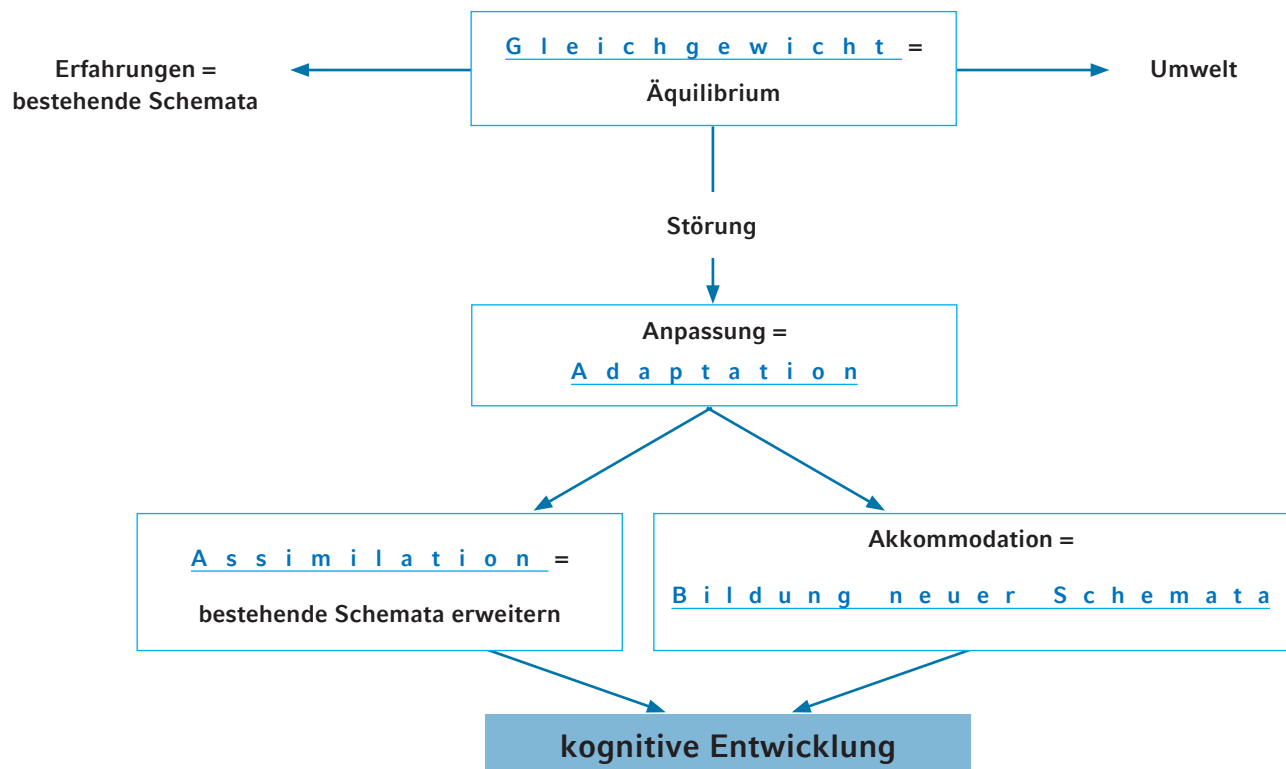 Gleichgewicht =
Äquilibrium
Erfahrungen =
bestehende Schemata
Umwelt
Störung
Anpassung =
Adaptation
Assimilation =
bestehende Schemata erweitern
Akkommodation =
Bildung neuer Schemata
kognitive Entwicklung